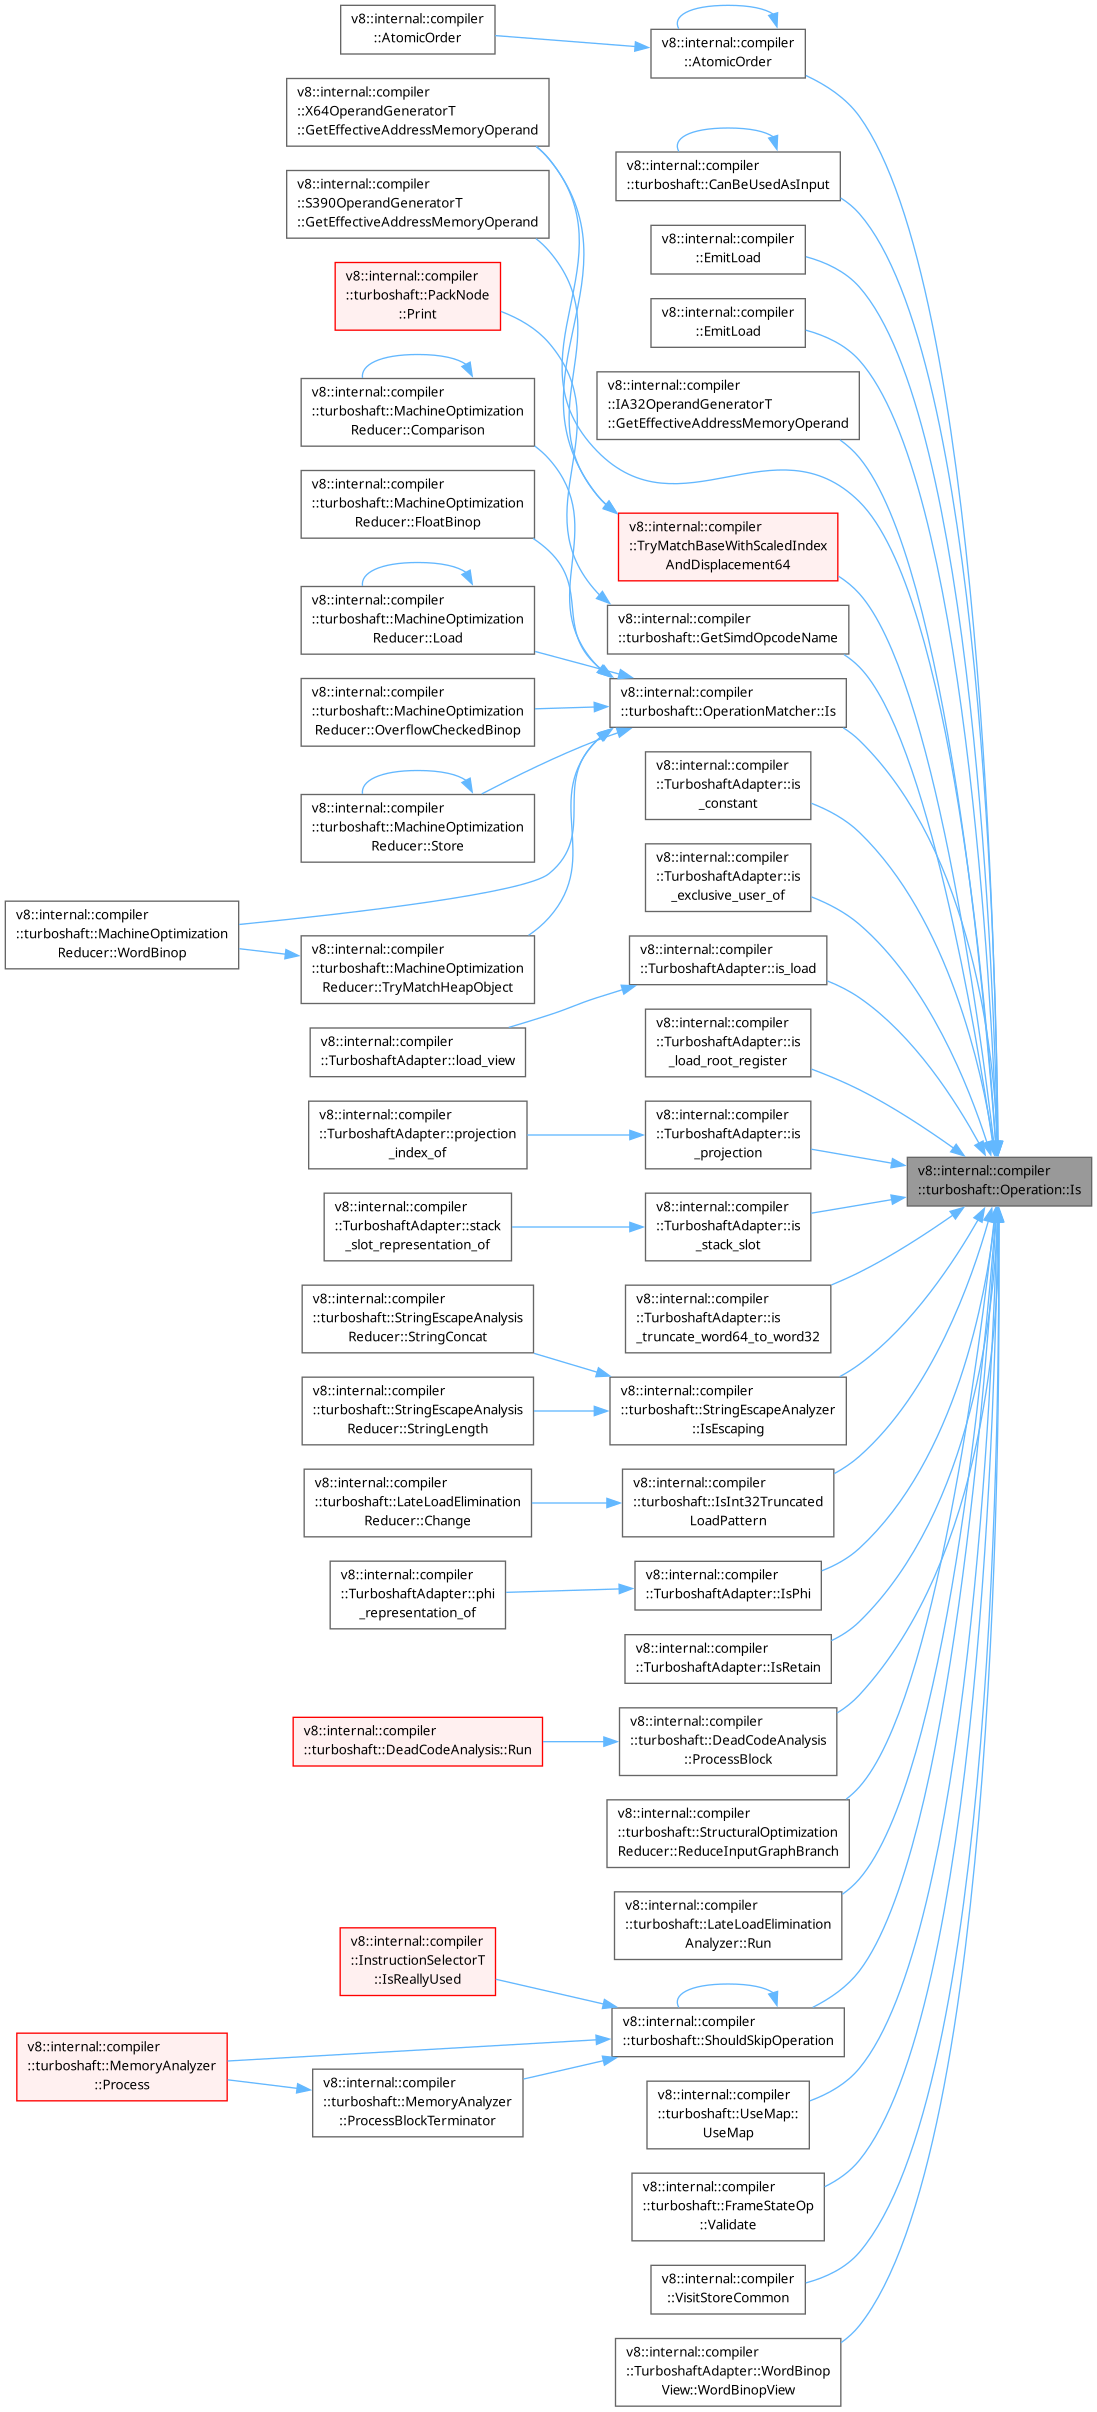 v8::internal::compiler
::AtomicOrder
v8::internal::compiler
::AtomicOrder
v8::internal::compiler
::X64OperandGeneratorT
::GetEffectiveAddressMemoryOperand
v8::internal::compiler
::turboshaft::CanBeUsedAsInput
v8::internal::compiler
::S390OperandGeneratorT
::GetEffectiveAddressMemoryOperand
v8::internal::compiler
::EmitLoad
v8::internal::compiler
::turboshaft::PackNode
::Print
v8::internal::compiler
::EmitLoad
v8::internal::compiler
::turboshaft::MachineOptimization
Reducer::Comparison
v8::internal::compiler
::IA32OperandGeneratorT
::GetEffectiveAddressMemoryOperand
v8::internal::compiler
::turboshaft::MachineOptimization
Reducer::FloatBinop
v8::internal::compiler
::TryMatchBaseWithScaledIndex
AndDisplacement64
v8::internal::compiler
::turboshaft::MachineOptimization
Reducer::Load
v8::internal::compiler
::turboshaft::GetSimdOpcodeName
v8::internal::compiler
::turboshaft::MachineOptimization
Reducer::OverflowCheckedBinop
v8::internal::compiler
::turboshaft::OperationMatcher::Is
v8::internal::compiler
::TurboshaftAdapter::is
_constant
v8::internal::compiler
::turboshaft::MachineOptimization
Reducer::Store
v8::internal::compiler
::TurboshaftAdapter::is
_exclusive_user_of
v8::internal::compiler
::turboshaft::MachineOptimization
Reducer::WordBinop
v8::internal::compiler
::turboshaft::MachineOptimization
Reducer::TryMatchHeapObject
v8::internal::compiler
::TurboshaftAdapter::is_load
v8::internal::compiler
::TurboshaftAdapter::load_view
v8::internal::compiler
::TurboshaftAdapter::is
_load_root_register
v8::internal::compiler
::TurboshaftAdapter::projection
_index_of
v8::internal::compiler
::TurboshaftAdapter::is
_projection
v8::internal::compiler
::turboshaft::Operation::Is
v8::internal::compiler
::TurboshaftAdapter::stack
_slot_representation_of
v8::internal::compiler
::TurboshaftAdapter::is
_stack_slot
v8::internal::compiler
::turboshaft::StringEscapeAnalysis
Reducer::StringConcat
v8::internal::compiler
::TurboshaftAdapter::is
_truncate_word64_to_word32
v8::internal::compiler
::turboshaft::StringEscapeAnalysis
Reducer::StringLength
v8::internal::compiler
::turboshaft::StringEscapeAnalyzer
::IsEscaping
v8::internal::compiler
::turboshaft::LateLoadElimination
Reducer::Change
v8::internal::compiler
::turboshaft::IsInt32Truncated
LoadPattern
v8::internal::compiler
::TurboshaftAdapter::phi
_representation_of
v8::internal::compiler
::TurboshaftAdapter::IsPhi
v8::internal::compiler
::TurboshaftAdapter::IsRetain
v8::internal::compiler
::turboshaft::DeadCodeAnalysis::Run
v8::internal::compiler
::turboshaft::DeadCodeAnalysis
::ProcessBlock
v8::internal::compiler
::turboshaft::StructuralOptimization
Reducer::ReduceInputGraphBranch
v8::internal::compiler
::turboshaft::LateLoadElimination
Analyzer::Run
v8::internal::compiler
::InstructionSelectorT
::IsReallyUsed
v8::internal::compiler
::turboshaft::ShouldSkipOperation
v8::internal::compiler
::turboshaft::MemoryAnalyzer
::Process
v8::internal::compiler
::turboshaft::MemoryAnalyzer
::ProcessBlockTerminator
v8::internal::compiler
::turboshaft::UseMap::
UseMap
v8::internal::compiler
::turboshaft::FrameStateOp
::Validate
v8::internal::compiler
::VisitStoreCommon
v8::internal::compiler
::TurboshaftAdapter::WordBinop
View::WordBinopView